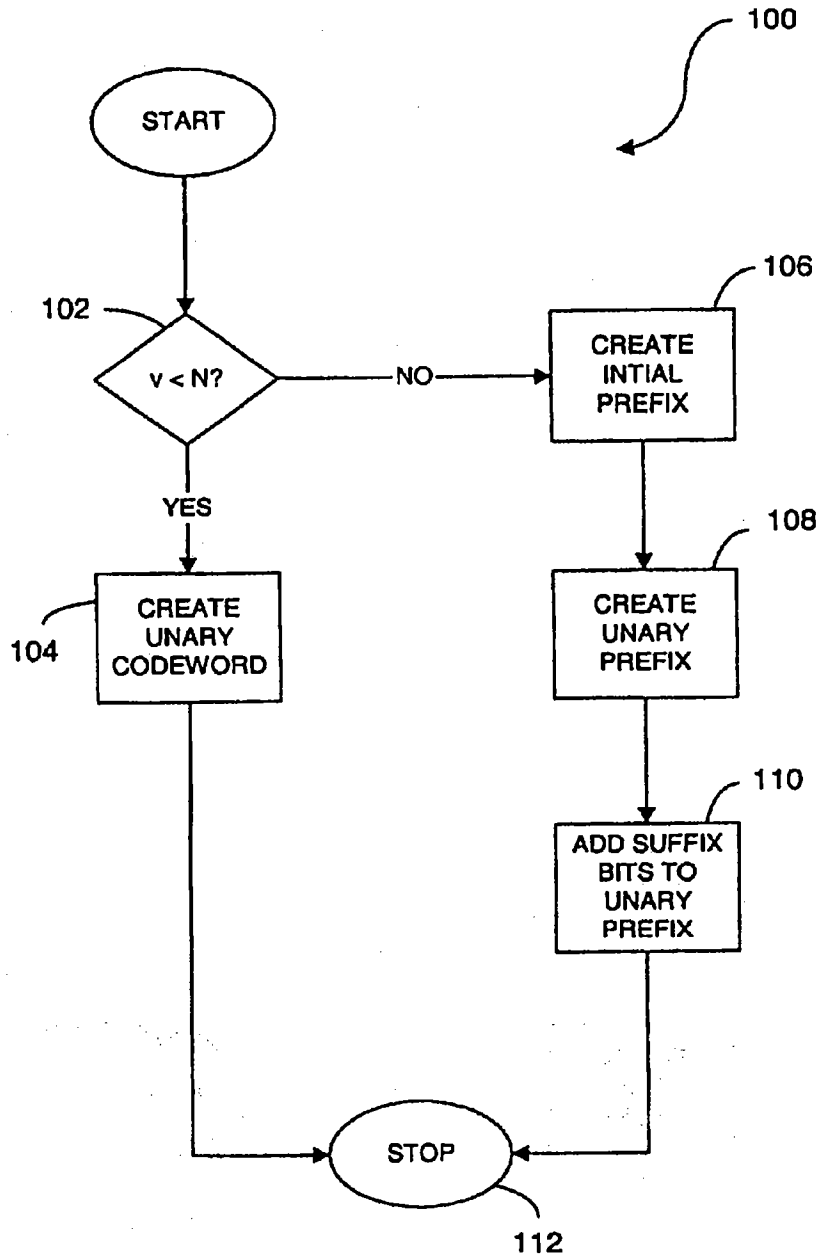 100
START
102
v < N?
NO
106
CREATE
INTIAL
PREFIX
YES
108
104
CREATE
UNARY
CODEWORD
CREATE
UNARY
PREFIX
110
ADD SUFFIX
BITS TO
UNARY
PREFIX
STOP
112